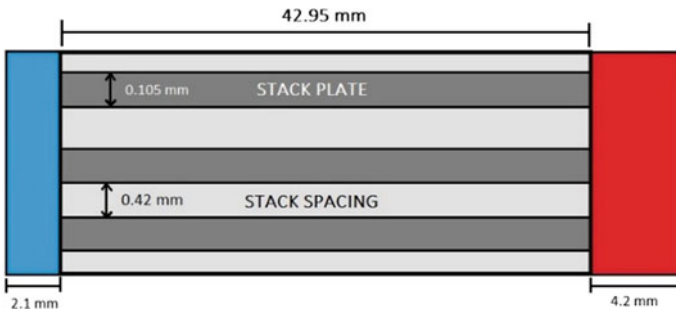 42.95 mm
0.105 mm
STACK PLATE
0.42 mm
STACK SPACING
2.1 mm
4.2 mm